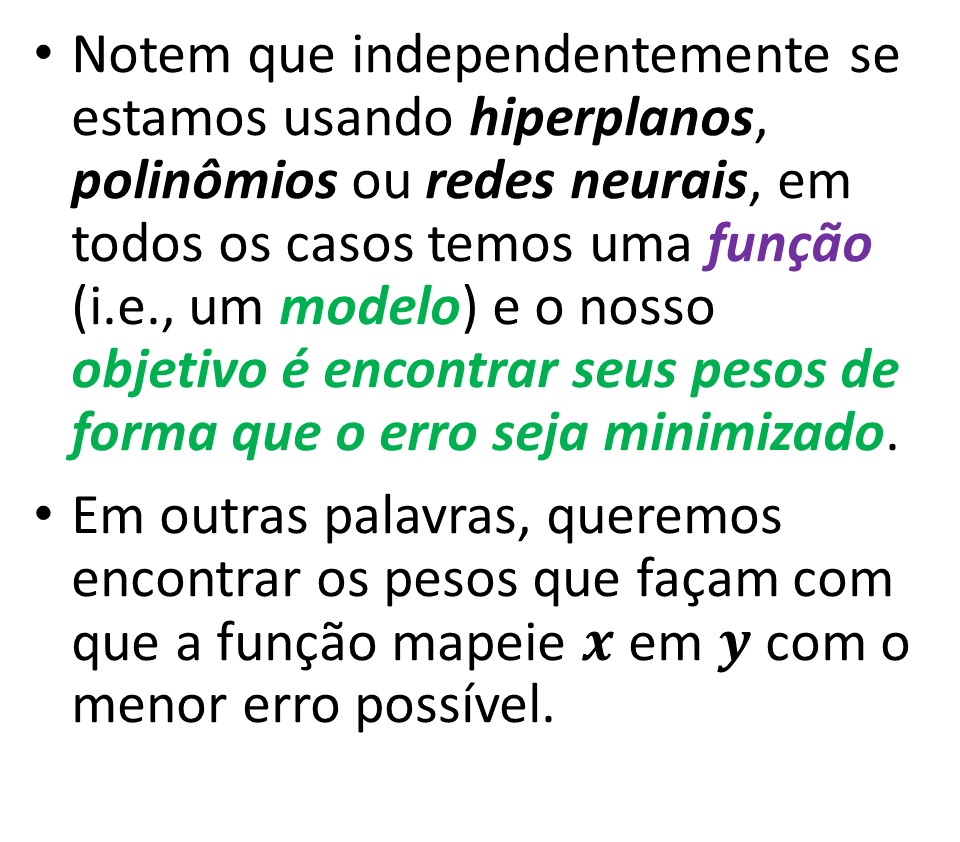 • Notem que independentemente se
estamos usando hiperplanos,
polinômios ou redes neurais, em
todos os casos temos uma função
(i.e., um modelo) e o nosso
objetivo é encontrar seus pesos de
forma que o erro seja minimizado.
• Em outras palavras, queremos
encontrar os pesos que façam com
que a função mapeie x em y com o
menor erro possível.